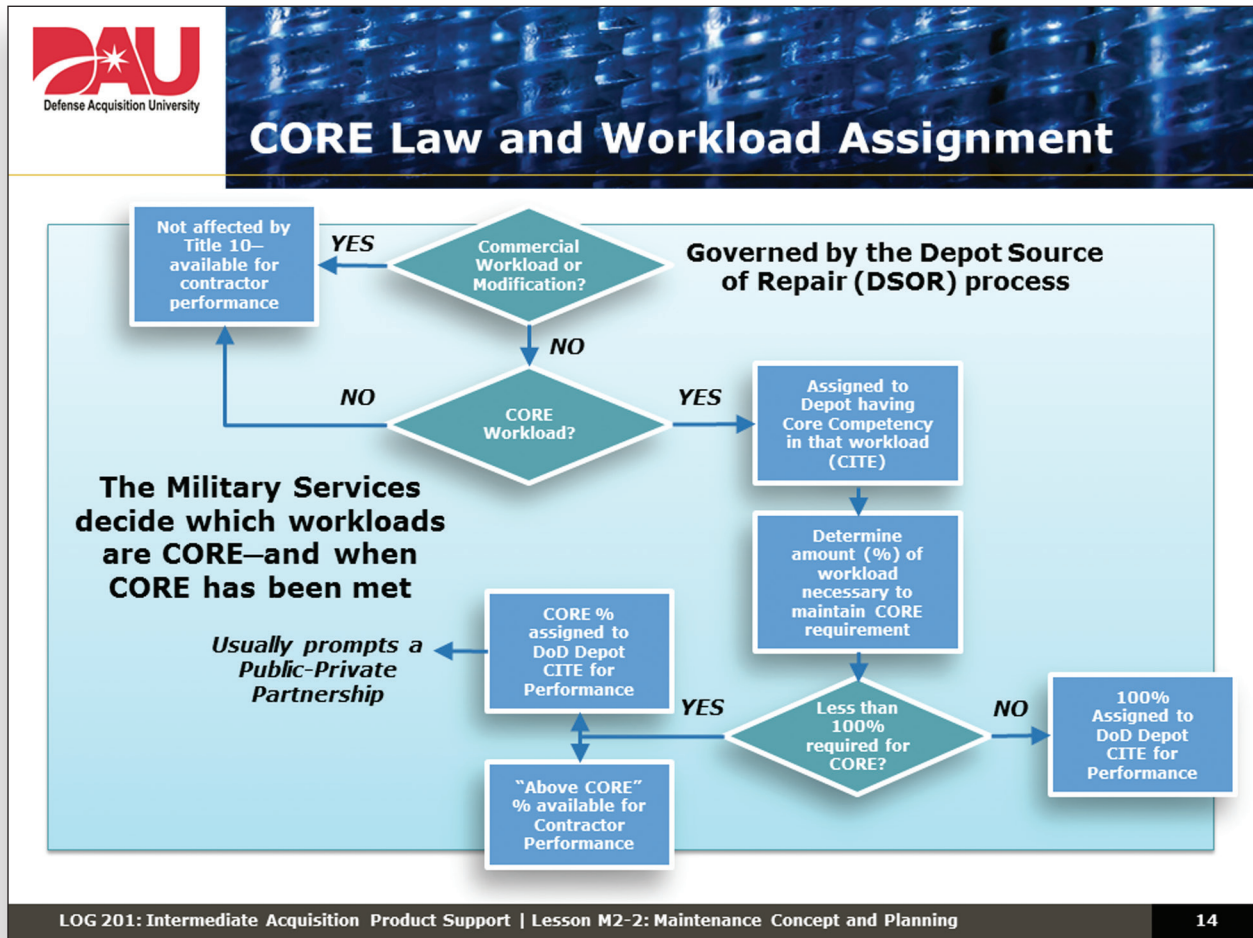 DAU
Defense Acquisition University
CORE Law and Workload Assignment
Not affected by
Title 10—
available for
contractor
performance
YES
Commercial
Workload or
Modification?
Governed by the Depot Source
of Repair (DSOR) process
NO
NO
CORE
Workload?
YES
Assigned to
Depot having
Core Competency
in that workload
(CITE)
The Military Services
decide which workloads
are CORE—and when
CORE has been met
Determine
amount (%) of
workload
necessary to
maintain CORE
requirement
Usually prompts a
Public-Private
Partnership
CORE %
assigned to
DoD Depot
CITE for
Performance
YES
Less than
100%
required for
CORE?
NO
100%
Assigned to
DoD Depot
CITE for
Performance
“Above CORE”
% available for
Contractor
Performance
LOG 201: Intermediate Acquisition Product Support | Lesson M2-2: Maintenance Concept and Planning
14